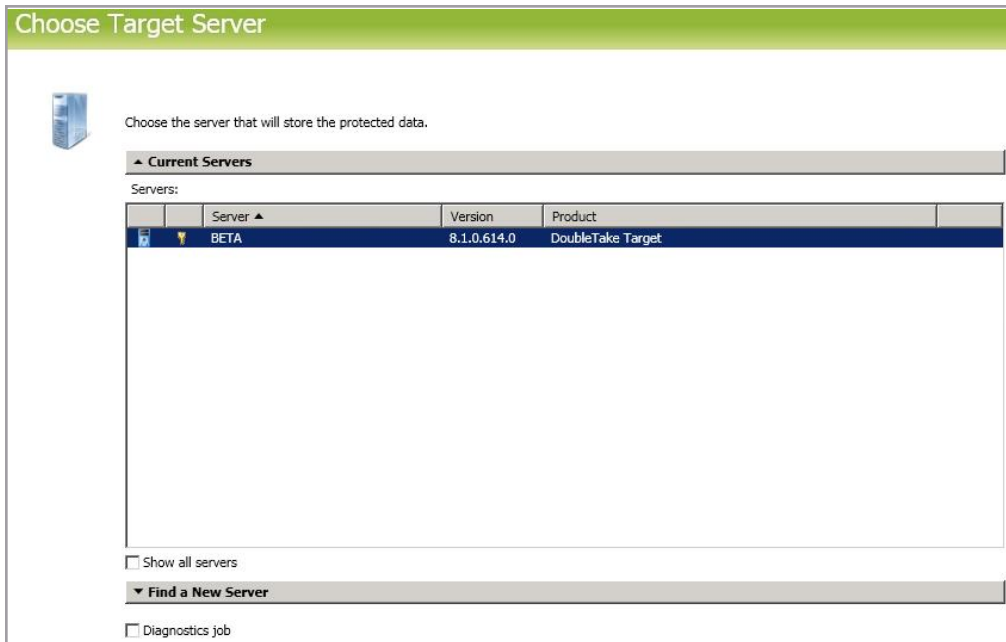 Choose Target Server
Choose the server that will store the protected data.
Current Servers
Servers:
Server Version Product
BETA 8.1.0.614.0 DoubleTake Target
Show all servers
Find a New Server
Diagnostics job